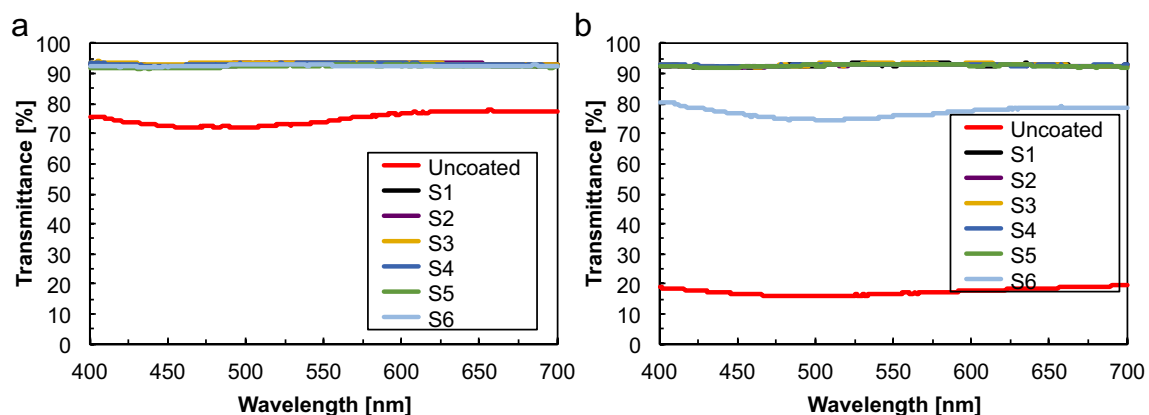 a
100
90
80
70
60
50
40
30
20
10
0
Transmittance [%]
Uncoated
S1
S2
S3
S4
S5
S6
400 450 500 550 600 650 700
Wavelength [nm]
b
100
90
80
70
60
50
40
30
20
10
0
Transmittance [%]
Uncoated
S1
S2
S3
S4
S5
S6
400 450 500 550 600 650 700
Wavelength [nm]